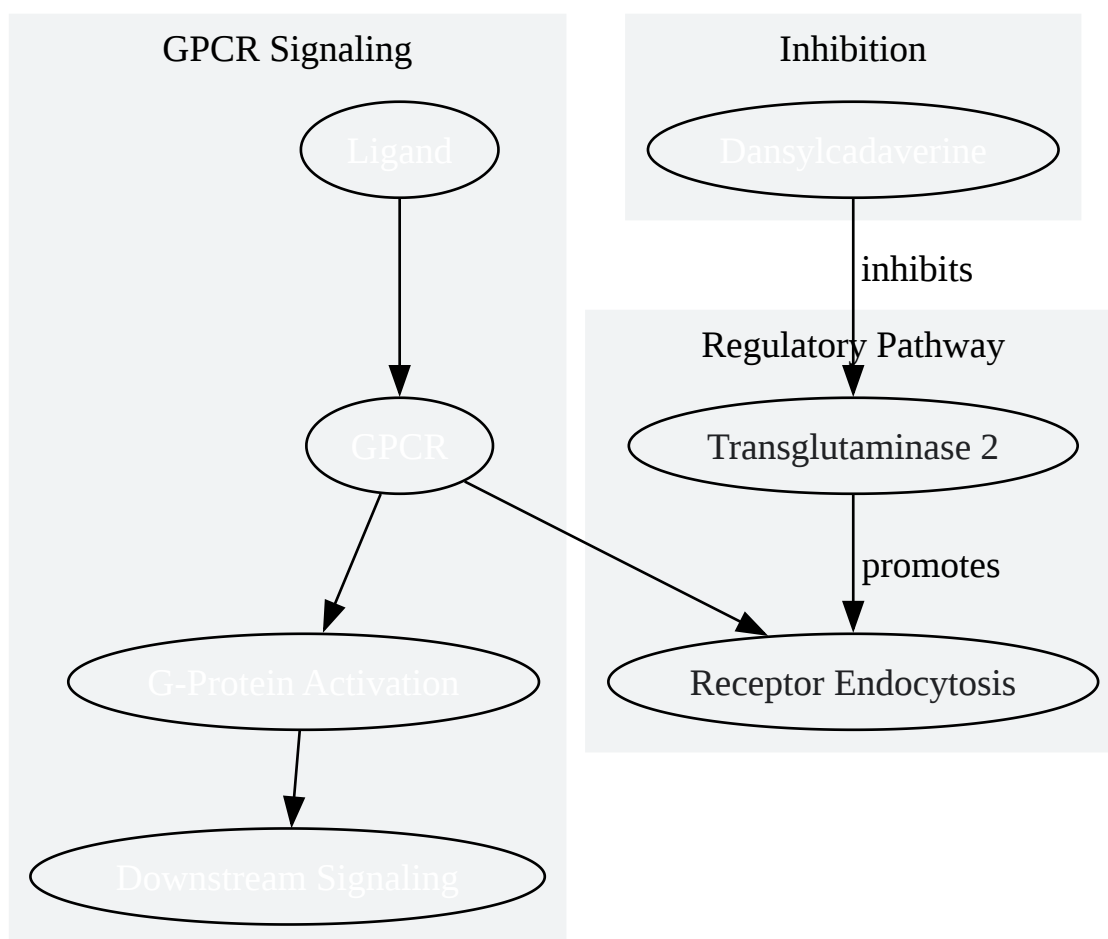 GPCR Signaling
Inhibition
Ligand
Dansylcadaverine
inhibits
Regulatory Pathway
GPCR
Transglutaminase 2
promotes
G-Protein Activation
Receptor Endocytosis
Downstream Signaling